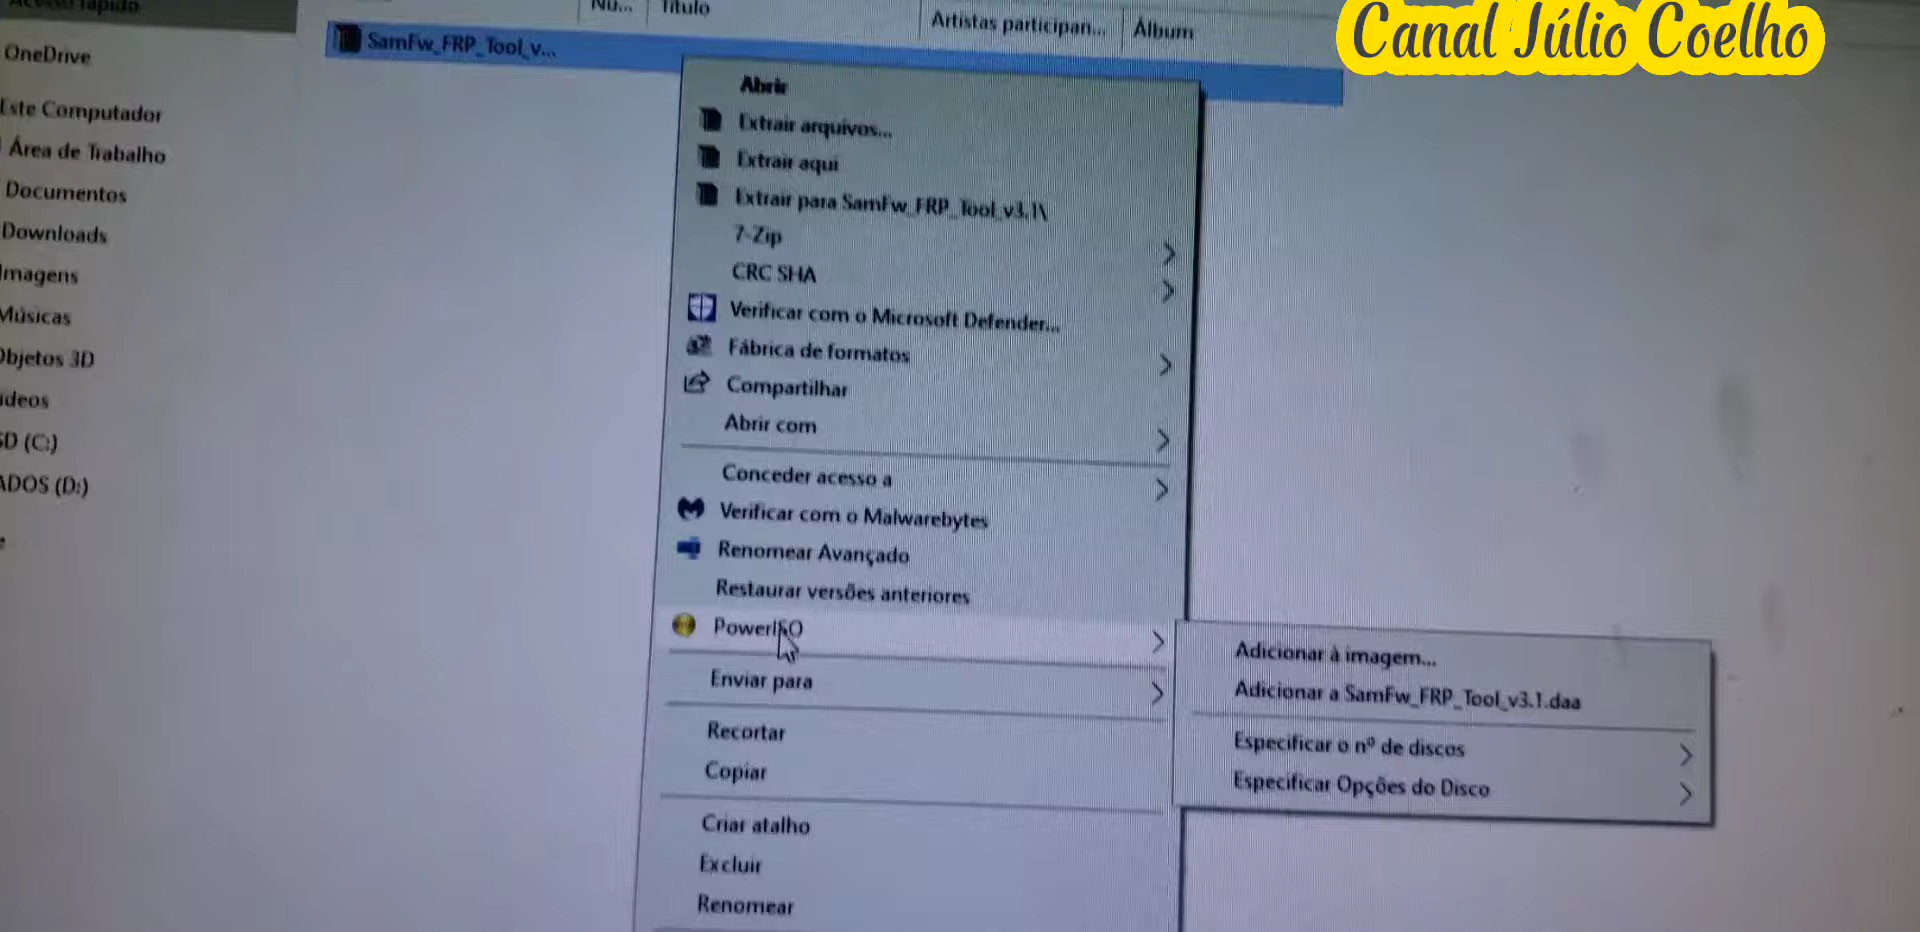 Acesso rápido
OneDrive
Este Computador
Área de Trabalho
Documentos
Downloads
Imagens
Músicas
Objetos 3D
ídeos
SD (C:)
ADOS (D:)
Nú... Título Artistas participan... Álbum
SamFw_FRP_Tool_v...
Canal Júlio Coelho
Abrir
Extrair arquivos...
Extrair aqui
Extrair para SamFw_FRP_Tool_v3.1\
7-Zip
CRC SHA
Verificar com o Microsoft Defender...
Fábrica de formatos
Compartilhar
Abrir com
Conceder acesso a
Verificar com o Malwarebytes
Renomear Avançado
Restaurar versões anteriores
PowerISO
Enviar para
Recortar
Copiar
Criar atalho
Excluir
Renomear
Adicionar à imagem...
Adicionar a SamFw_FRP_Tool_v3.1.daa
Especificar o nº de discos
Especificar Opções do Disco